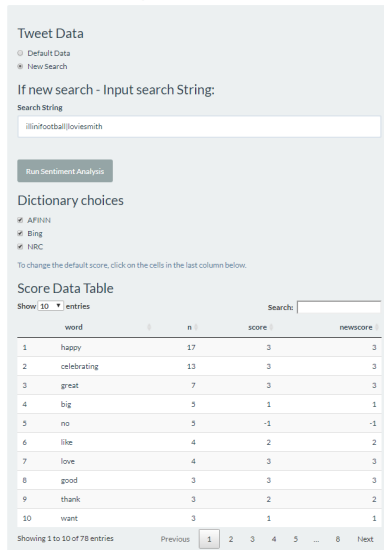 Tweet Data
Default Data
New Search
If new search - Input search String:
Search String
illinifootball|loviesmith
Run Sentiment Analysis
Dictionary choices
AFINN
Bing
NRC
To change the default score, click on the cells in the last column below.
Score Data Table
Show 10 entries Search:
word n score newscore
1 happy 17 3 3
2 celebrating 13 3 3
3 great 7 3 3
4 big 5 1 1
5 no 5 -1 -1
6 like 4 2 2
7 love 4 3 3
8 good 3 3 3
9 thank 3 2 2
10 want 3 1 1
Showing 1 to 10 of 78 entries Previous 1 2 3 4 5 ... 8 Next